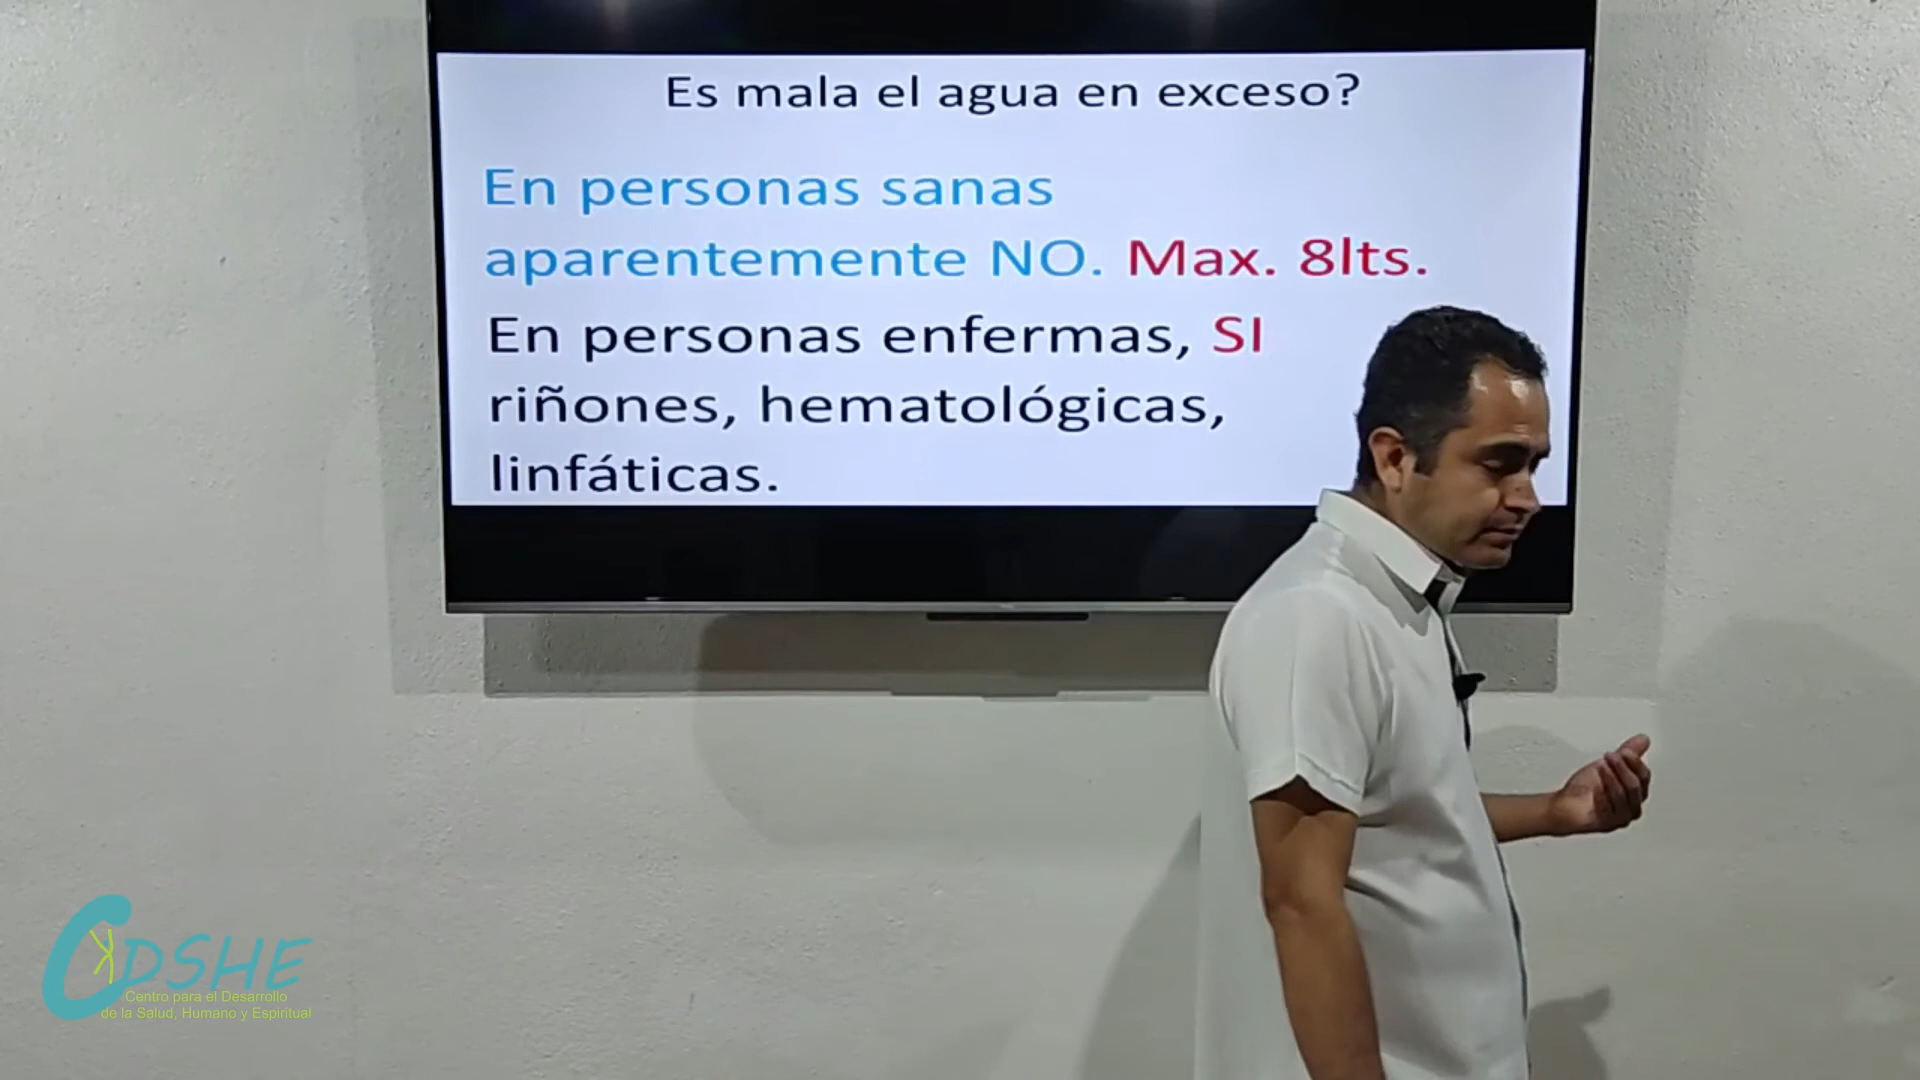 Es mala el agua en exceso?
En personas sanas
aparentemente NO. Max. 8lts.
En personas enfermas, SI
riñones, hematológicas,
linfáticas.
CDSHE
Centro para el Desarrollo
de la Salud, Humano y Espiritual